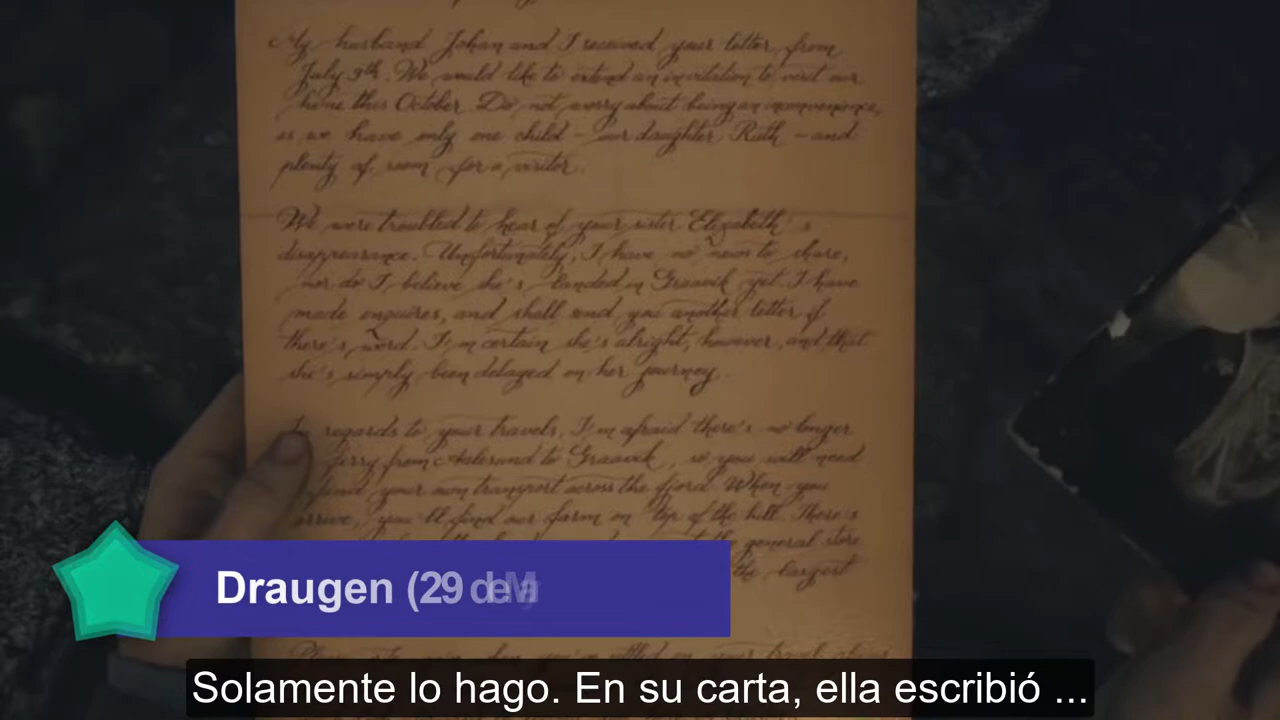 My husband Johan and I received your letter from
July 9th. We would like to extend an invitation to visit our
home this October. Do not worry about being an inconvenience,
as we have only one child - our daughter Ruth - and
plenty of room for a visitor.
We were troubled to hear of your sister Elizabeth's
disappearance. Unfortunately, I have no news to share,
nor do I believe she's landed in Graavik yet. I have
made enquires, and shall send you another letter if
there's word. I'm certain she's alright, however, and that
she's simply been delayed on her journey.
In regards to your travels, I'm afraid there's no longer
ferry from Aalesund to Graavik, so you will need
find your own transport across the fjord. When you
arrive, you'll find our farm on top of the hill. There's
the general store
the largest
Draugen (29 de
Solamente lo hago. En su carta, ella escribió ...